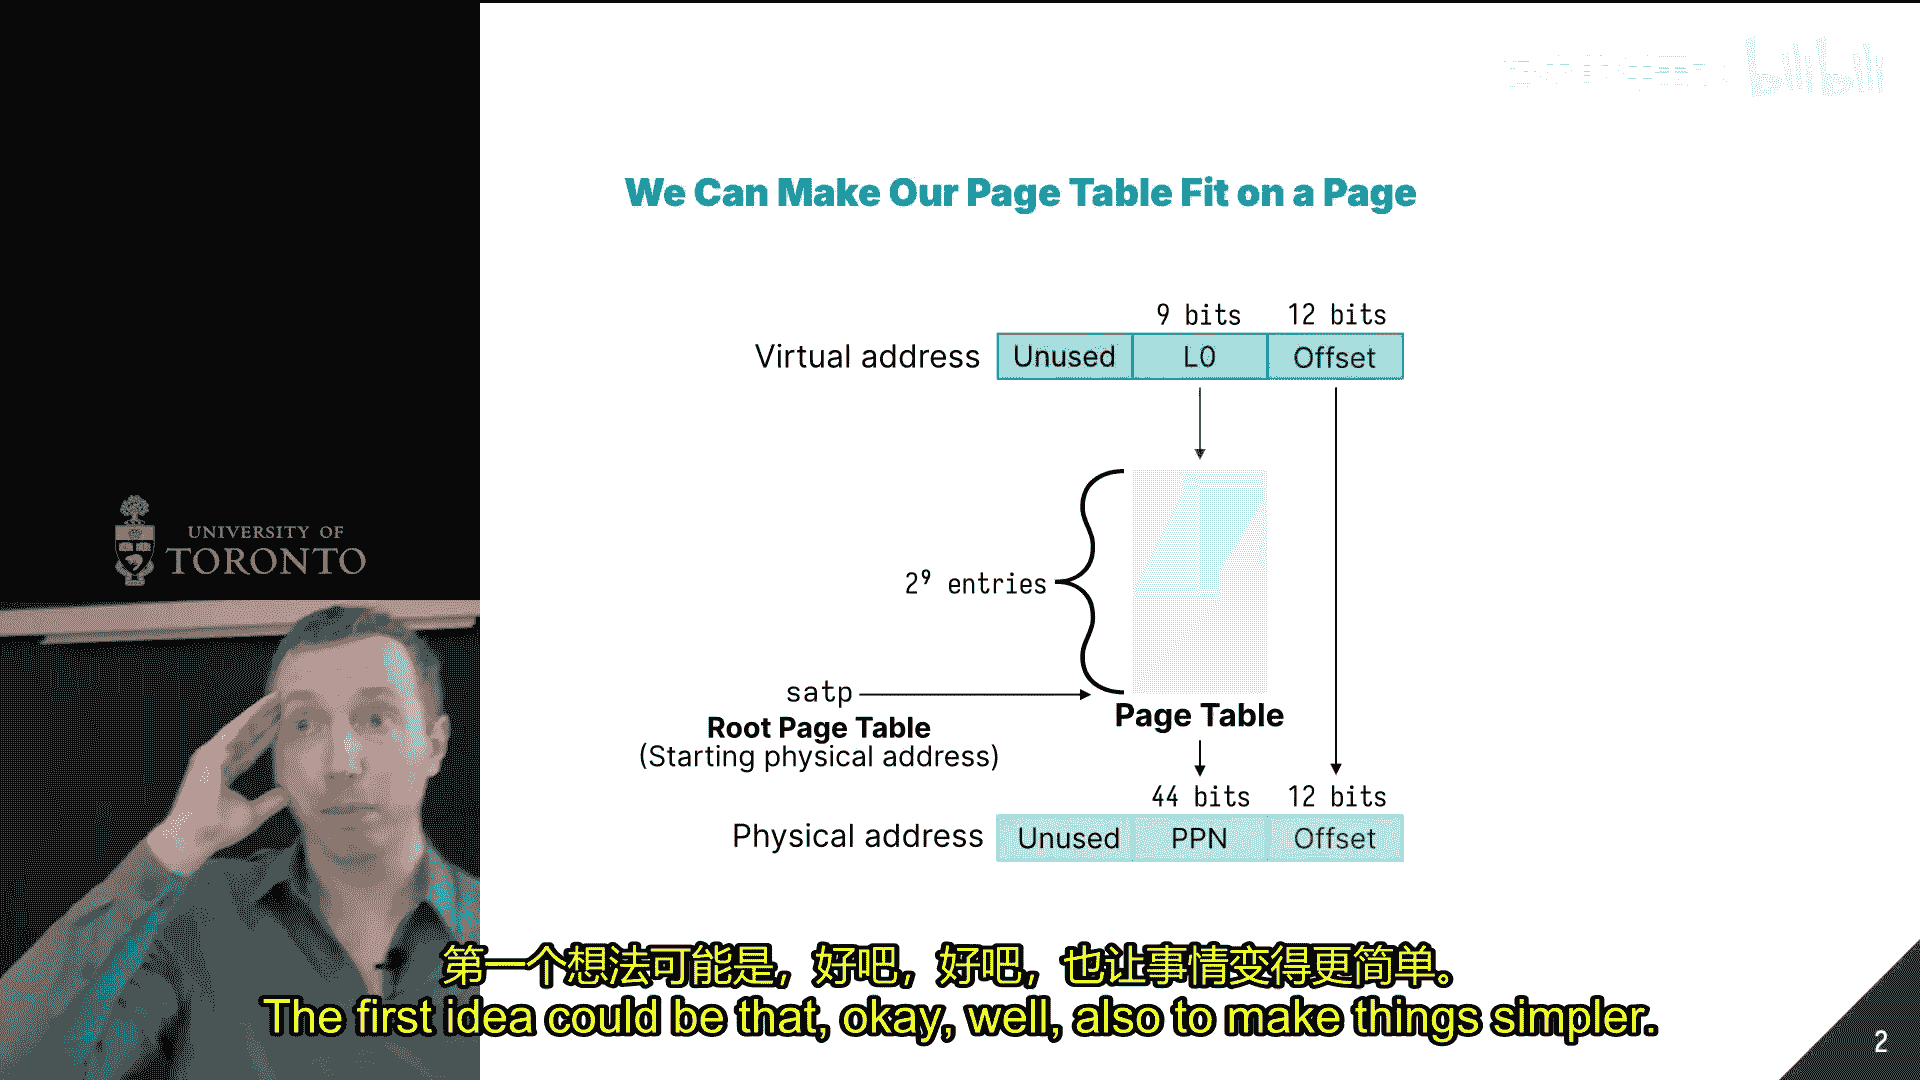 bilibili
We Can Make Our Page Table Fit on a Page
9 bits
12 bits
Virtual address
Unused
L0
Offset
2⁹ entries
satp
Root Page Table
(Starting physical address)
Page Table
44 bits
12 bits
Physical address
Unused
PPN
Offset
UNIVERSITY OF
TORONTO
第一个想法可能是，好吧，好吧，也让事情变得更简单。
The first idea could be that, okay, well, also to make things simpler.
2